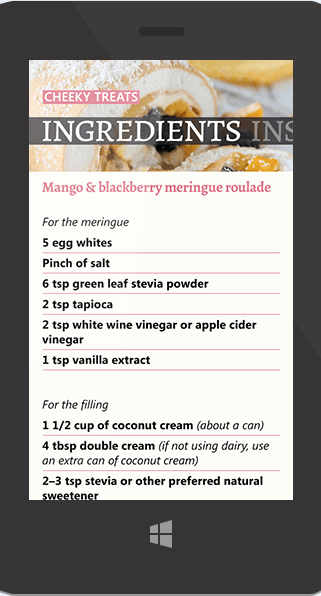 CHEEKY TREATS
INGREDIENTS INS
Mango & blackberry meringue roulade
For the meringue
5 egg whites
Pinch of salt
6 tsp green leaf stevia powder
2 tsp tapioca
2 tsp white wine vinegar or apple cider
vinegar
1 tsp vanilla extract
For the filling
1 1/2 cup of coconut cream (about a can)
4 tbsp double cream (if not using dairy, use
an extra can of coconut cream)
2–3 tsp stevia or other preferred natural
sweetener